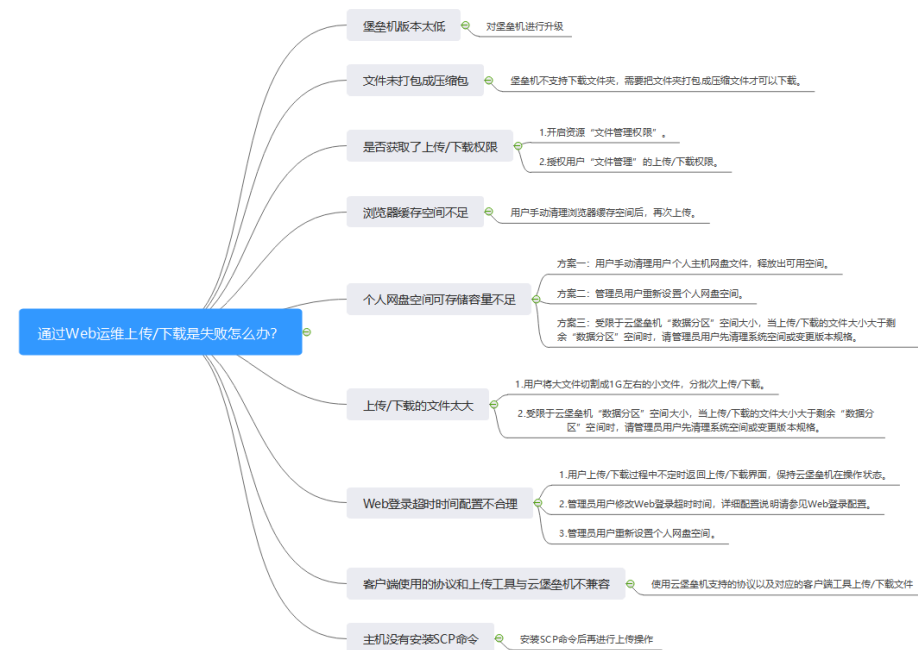 通过Web运维上传/下载是失败怎么办?
堡垒机版本太低
对堡垒机进行升级
文件未打包成压缩包
堡垒机不支持下载文件夹，需要把文件夹打包成压缩文件才可以下载。
是否获取了上传/下载权限
1.开启资源“文件管理权限”。
2.授权用户“文件管理”的上传/下载权限。
浏览器缓存空间不足
用户手动清理浏览器缓存空间后，再次上传。
个人网盘空间可存储容量不足
方案一：用户手动清理用户个人主机网盘文件，释放出可用空间。
方案二：管理员用户重新设置个人网盘空间。
方案三：受限于云堡垒机“数据分区”空间大小，当上传/下载的文件大小大于剩
余“数据分区”空间时，请管理员用户先清理系统空间或变更版本规格。
上传/下载的文件太大
1.用户将大文件切割成1G左右的小文件，分批次上传/下载。
2.受限于云堡垒机“数据分区”空间大小，当上传/下载的文件大小大于剩余“数据分
区”空间时，请管理员用户先清理系统空间或变更版本规格。
Web登录超时时间配置不合理
1.用户上传/下载过程中不定时返回上传/下载界面，保持云堡垒机在操作状态。
2.管理员用户修改Web登录超时时间，详细配置说明请参见Web登录配置。
3.管理员用户重新设置个人网盘空间。
客户端使用的协议和上传工具与云堡垒机不兼容
使用云堡垒机支持的协议以及对应的客户端工具上传/下载文件
主机没有安装SCP命令
安装SCP命令后再进行上传操作